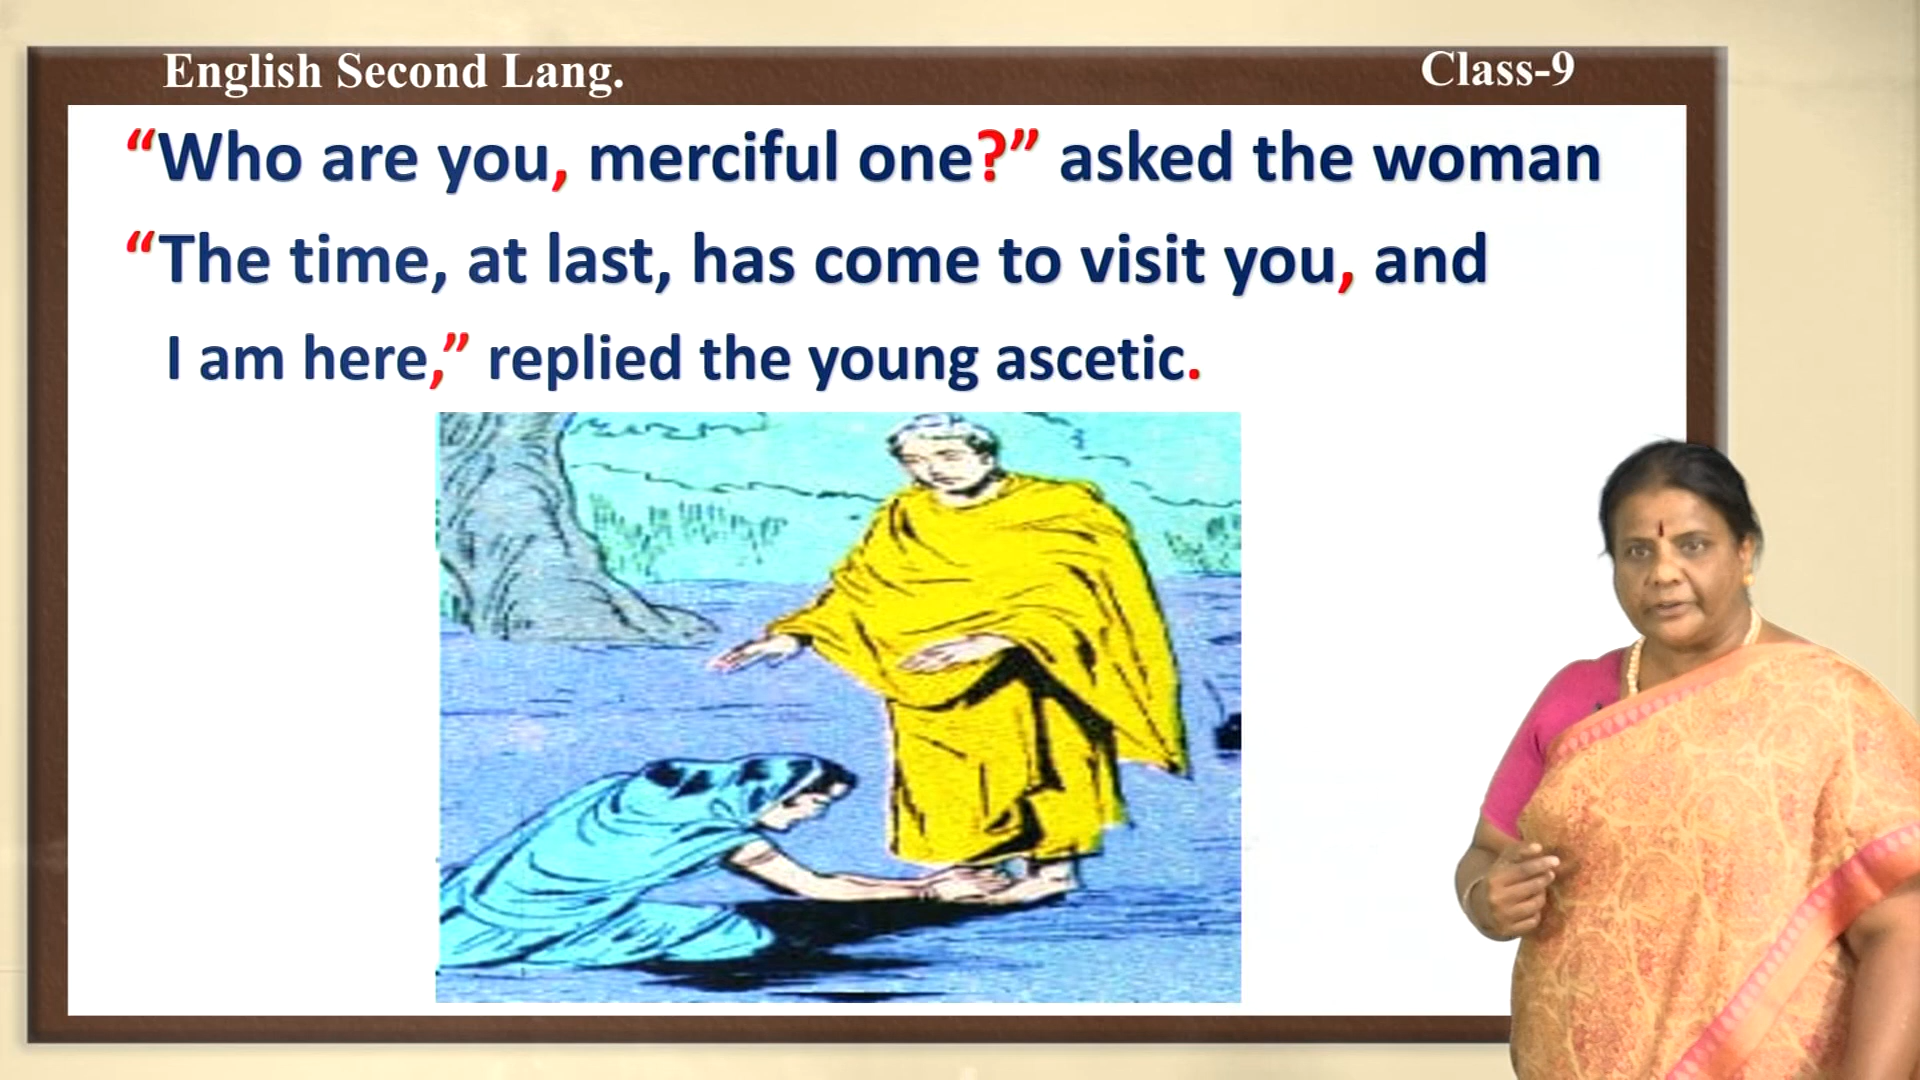 English Second Lang.
Class-9
“Who are you, merciful one?” asked the woman
“The time, at last, has come to visit you, and
I am here,” replied the young ascetic.